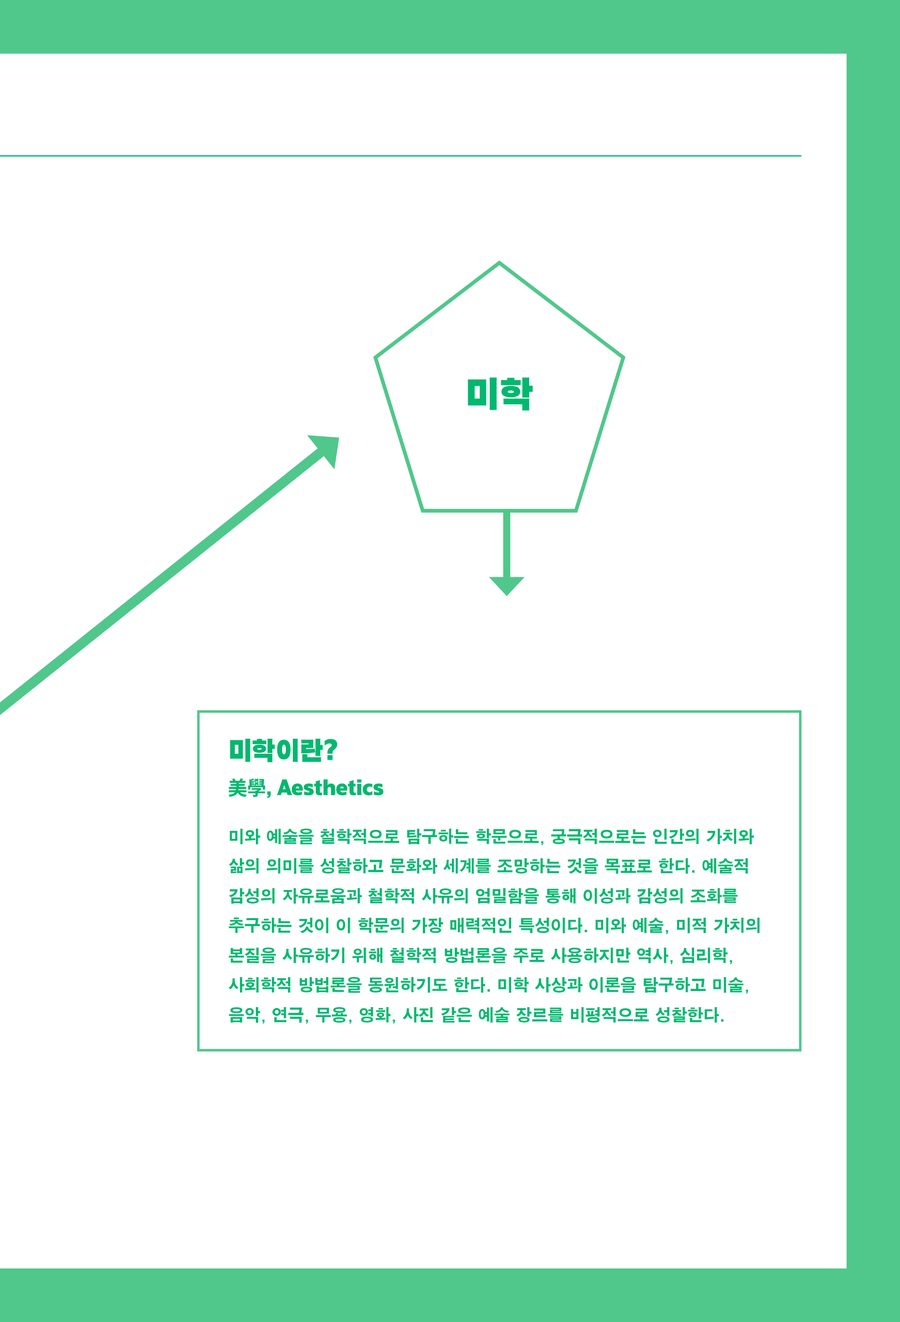 미학
미학이란?
美學, Aesthetics
미와 예술을 철학적으로 탐구하는 학문으로, 궁극적으로는 인간의 가치와
삶의 의미를 성찰하고 문화와 세계를 조망하는 것을 목표로 한다. 예술적
감성의 자유로움과 철학적 사유의 엄밀함을 통해 이성과 감성의 조화를
추구하는 것이 이 학문의 가장 매력적인 특성이다. 미와 예술, 미적 가치의
본질을 사유하기 위해 철학적 방법론을 주로 사용하지만 역사, 심리학,
사회학적 방법론을 동원하기도 한다. 미학 사상과 이론을 탐구하고 미술,
음악, 연극, 무용, 영화, 사진 같은 예술 장르를 비평적으로 성찰한다.